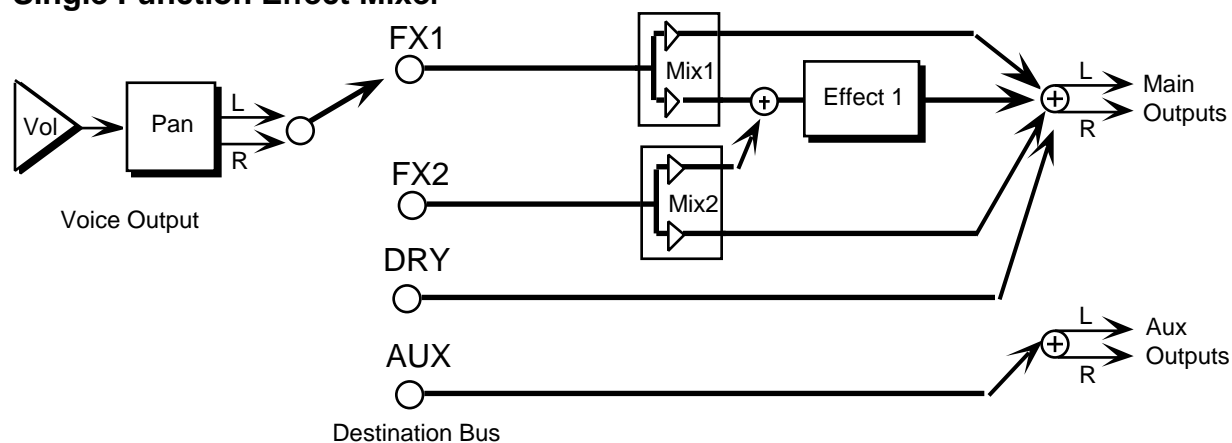 Single Function Effect Mixer
FX1
Mix1
Effect 1
L
Main
Outputs
R
Vol
Pan
L
R
FX2
Mix2
Voice Output
DRY
AUX
L
Aux
Outputs
R
Destination Bus